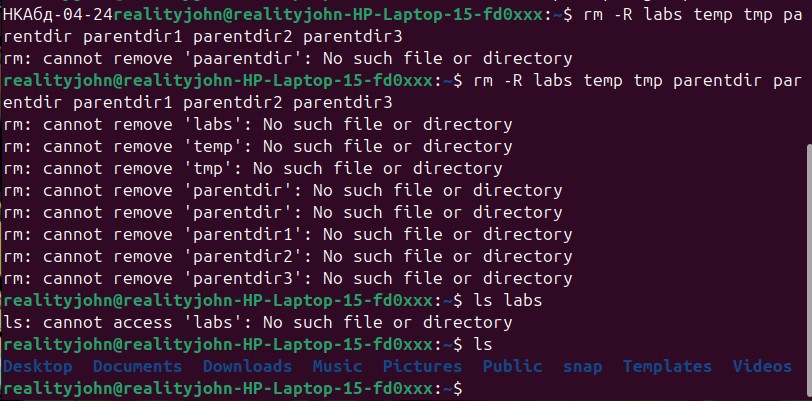 НКАбд-04-24realityjohn@realityjohn-HP-Laptop-15-fd0xxx:~$ rm -R labs temp tmp pa
rentdir parentdir1 parentdir2 parentdir3
rm: cannot remove 'paarentdir': No such file or directory
realityjohn@realityjohn-HP-Laptop-15-fd0xxx:~$ rm -R labs temp tmp parentdir par
entdir parentdir1 parentdir2 parentdir3
rm: cannot remove 'labs': No such file or directory
rm: cannot remove 'temp': No such file or directory
rm: cannot remove 'tmp': No such file or directory
rm: cannot remove 'parentdir': No such file or directory
rm: cannot remove 'parentdir': No such file or directory
rm: cannot remove 'parentdir1': No such file or directory
rm: cannot remove 'parentdir2': No such file or directory
rm: cannot remove 'parentdir3': No such file or directory
realityjohn@realityjohn-HP-Laptop-15-fd0xxx:~$ ls labs
ls: cannot access 'labs': No such file or directory
realityjohn@realityjohn-HP-Laptop-15-fd0xxx:~$ ls
Desktop Documents Downloads Music Pictures Public snap Templates Videos
realityjohn@realityjohn-HP-Laptop-15-fd0xxx:~$